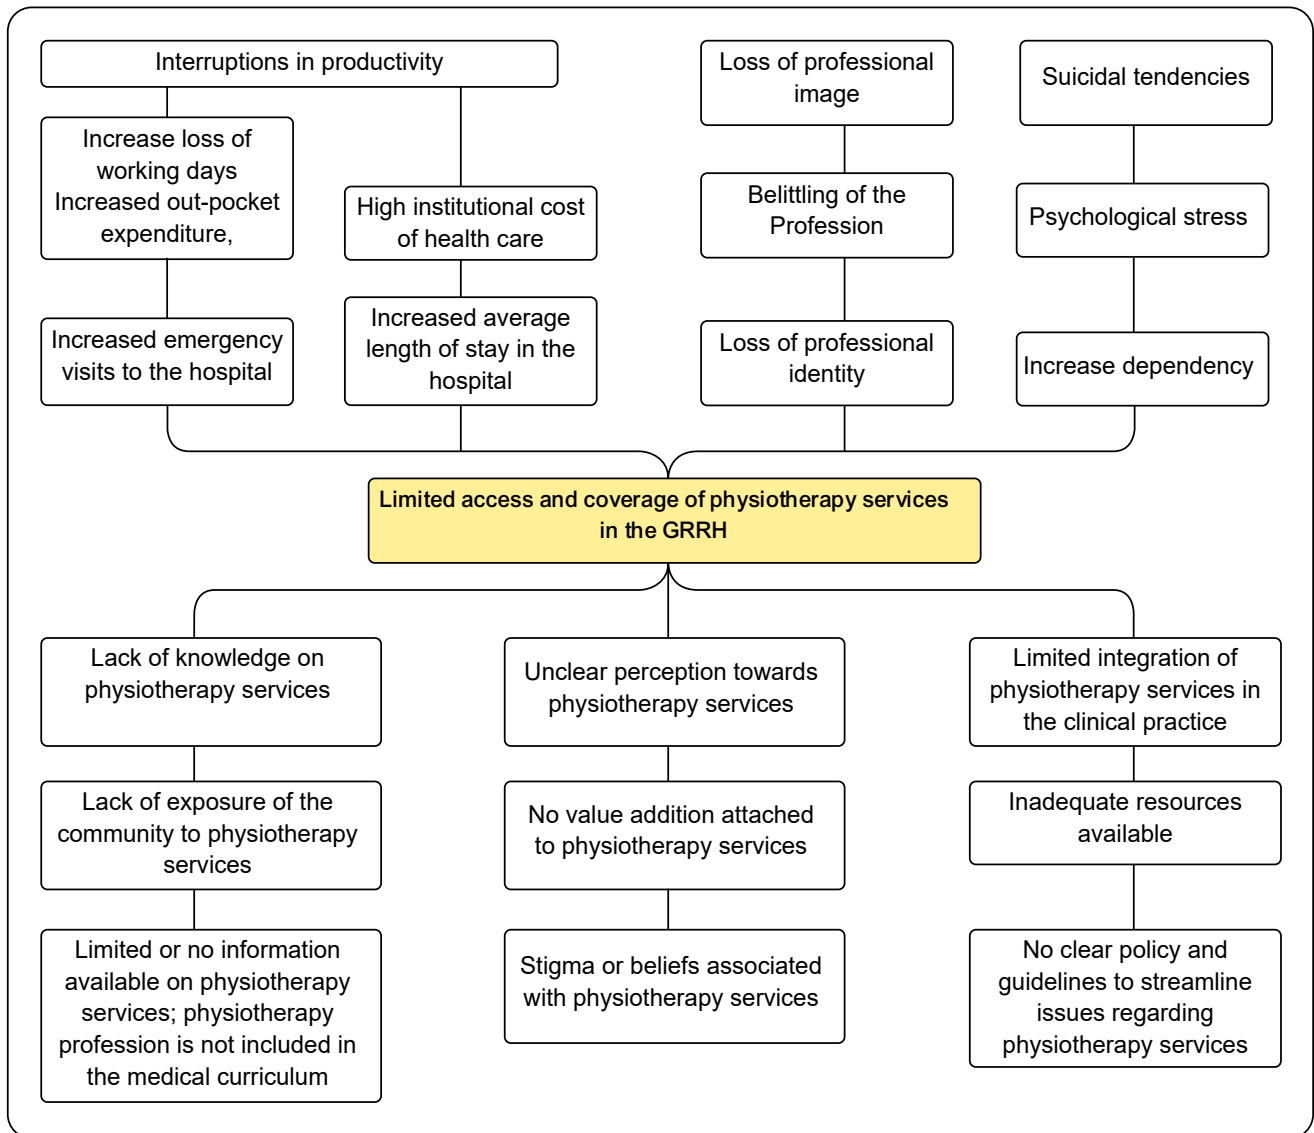 Interruptions in productivity
Increase loss of
working days
Increased out-pocket
expenditure,
Increased emergency
visits to the hospital
High institutional cost
of health care
Increased average
length of stay in the
hospital
Loss of professional
image
Belittling of the
Profession
Loss of professional
identity
Suicidal tendencies
Psychological stress
Increase dependency
Limited access and coverage of physiotherapy services
in the GRRH
Lack of knowledge on
physiotherapy services
Lack of exposure of the
community to physiotherapy
services
Limited or no information
available on physiotherapy
services; physiotherapy
profession is not included in
the medical curriculum
Unclear perception towards
physiotherapy services
No value addition attached
to physiotherapy services
Stigma or beliefs associated
with physiotherapy services
Limited integration of
physiotherapy services in
the clinical practice
Inadequate resources
available
No clear policy and
guidelines to streamline
issues regarding
physiotherapy services